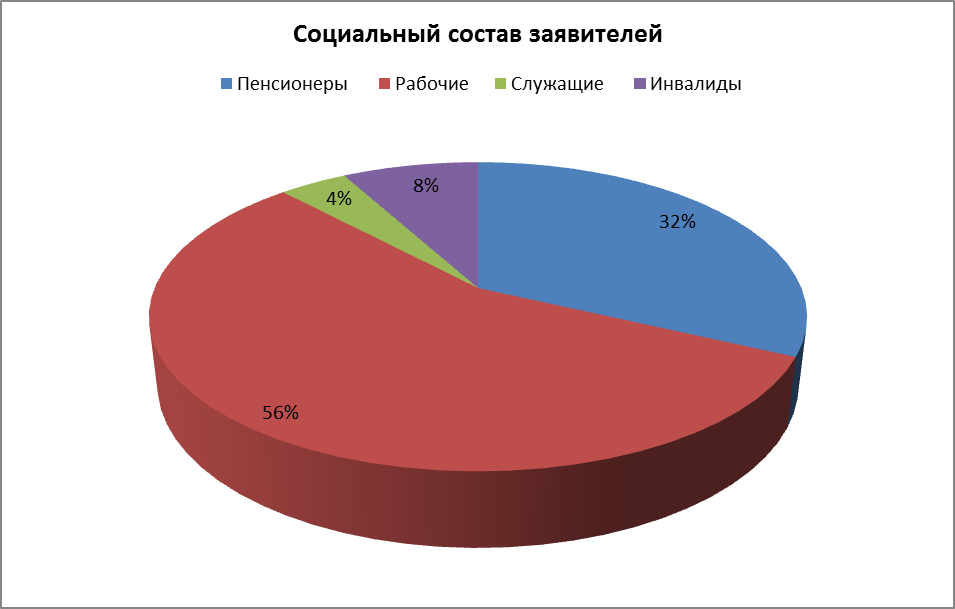 Социальный состав заявителей
Пенсионеры Рабочие Служащие Инвалиды
8%
4%
32%
56%